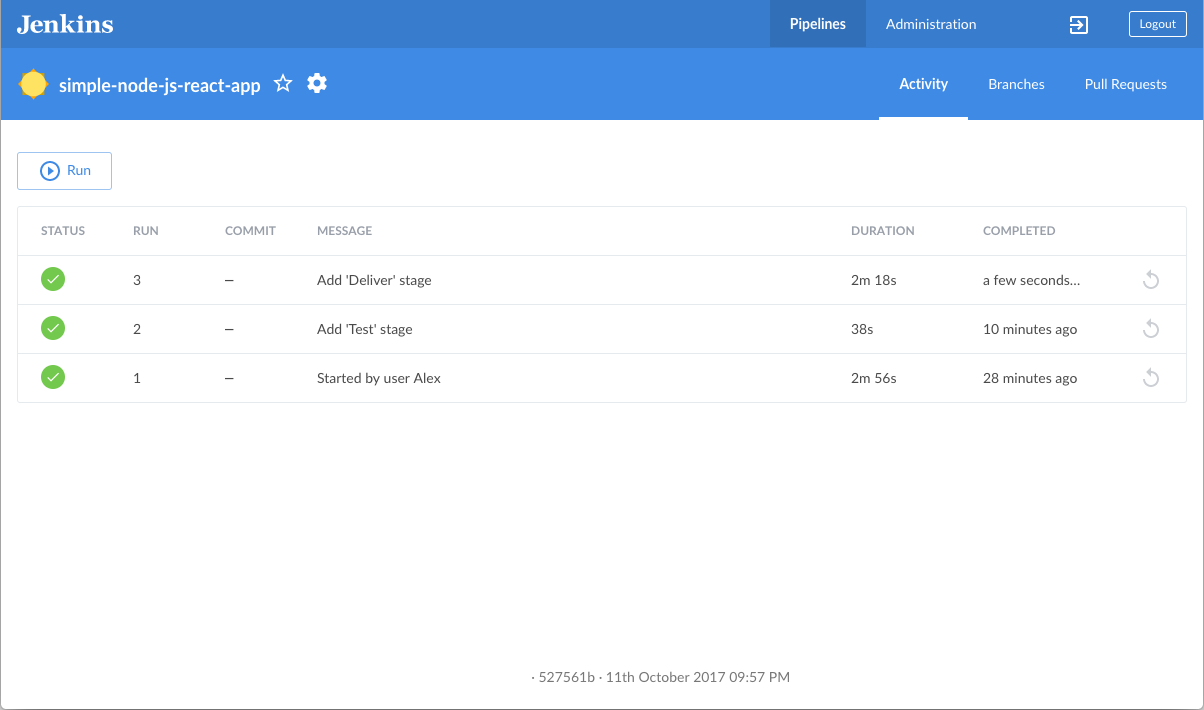 Jenkins Pipelines Administration Logout
simple-node-js-react-app Activity Branches Pull Requests
Run
STATUS RUN COMMIT MESSAGE DURATION COMPLETED
3 – Add 'Deliver' stage 2m 18s a few seconds...
2 – Add 'Test' stage 38s 10 minutes ago
1 – Started by user Alex 2m 56s 28 minutes ago
· 527561b · 11th October 2017 09:57 PM